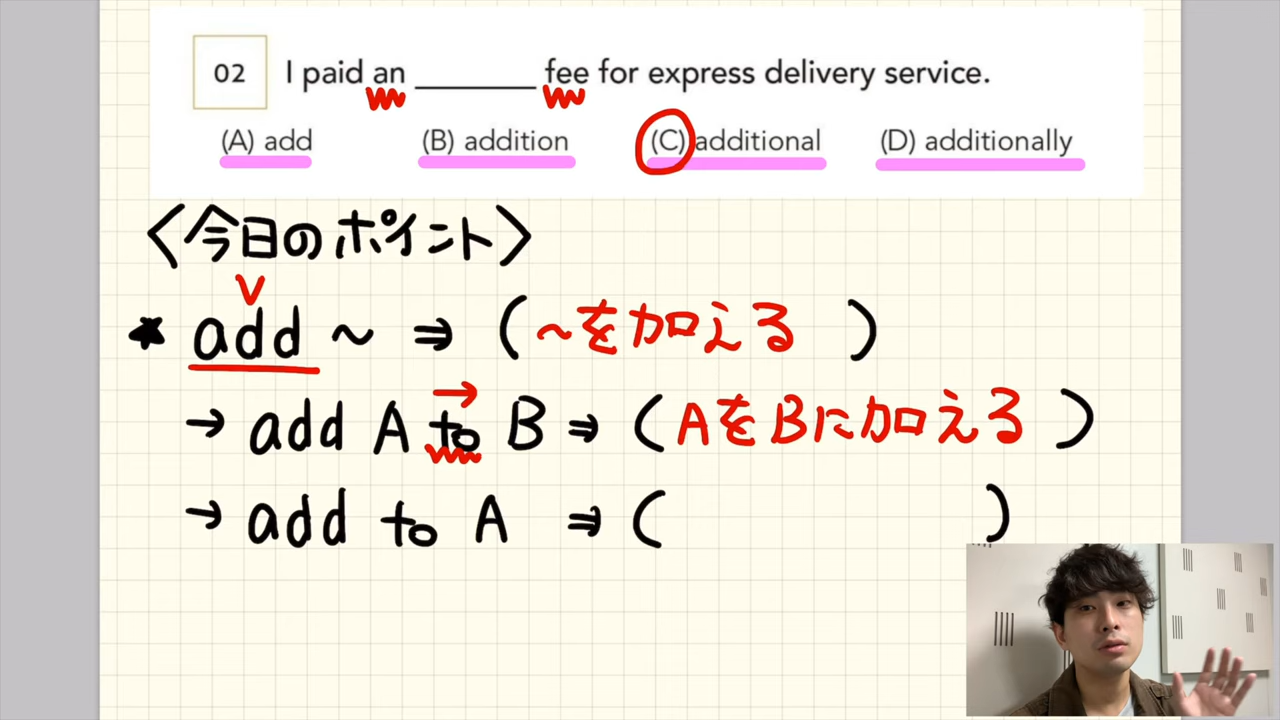 02 I paid an ________ fee for express delivery service.
(A) add (B) addition (C) additional (D) additionally
〈今日のポイント〉
V
★ add ~ ⇒ (~を加える)
→ add A to B ⇒ (AをBに加える)
→ add to A ⇒ ( )